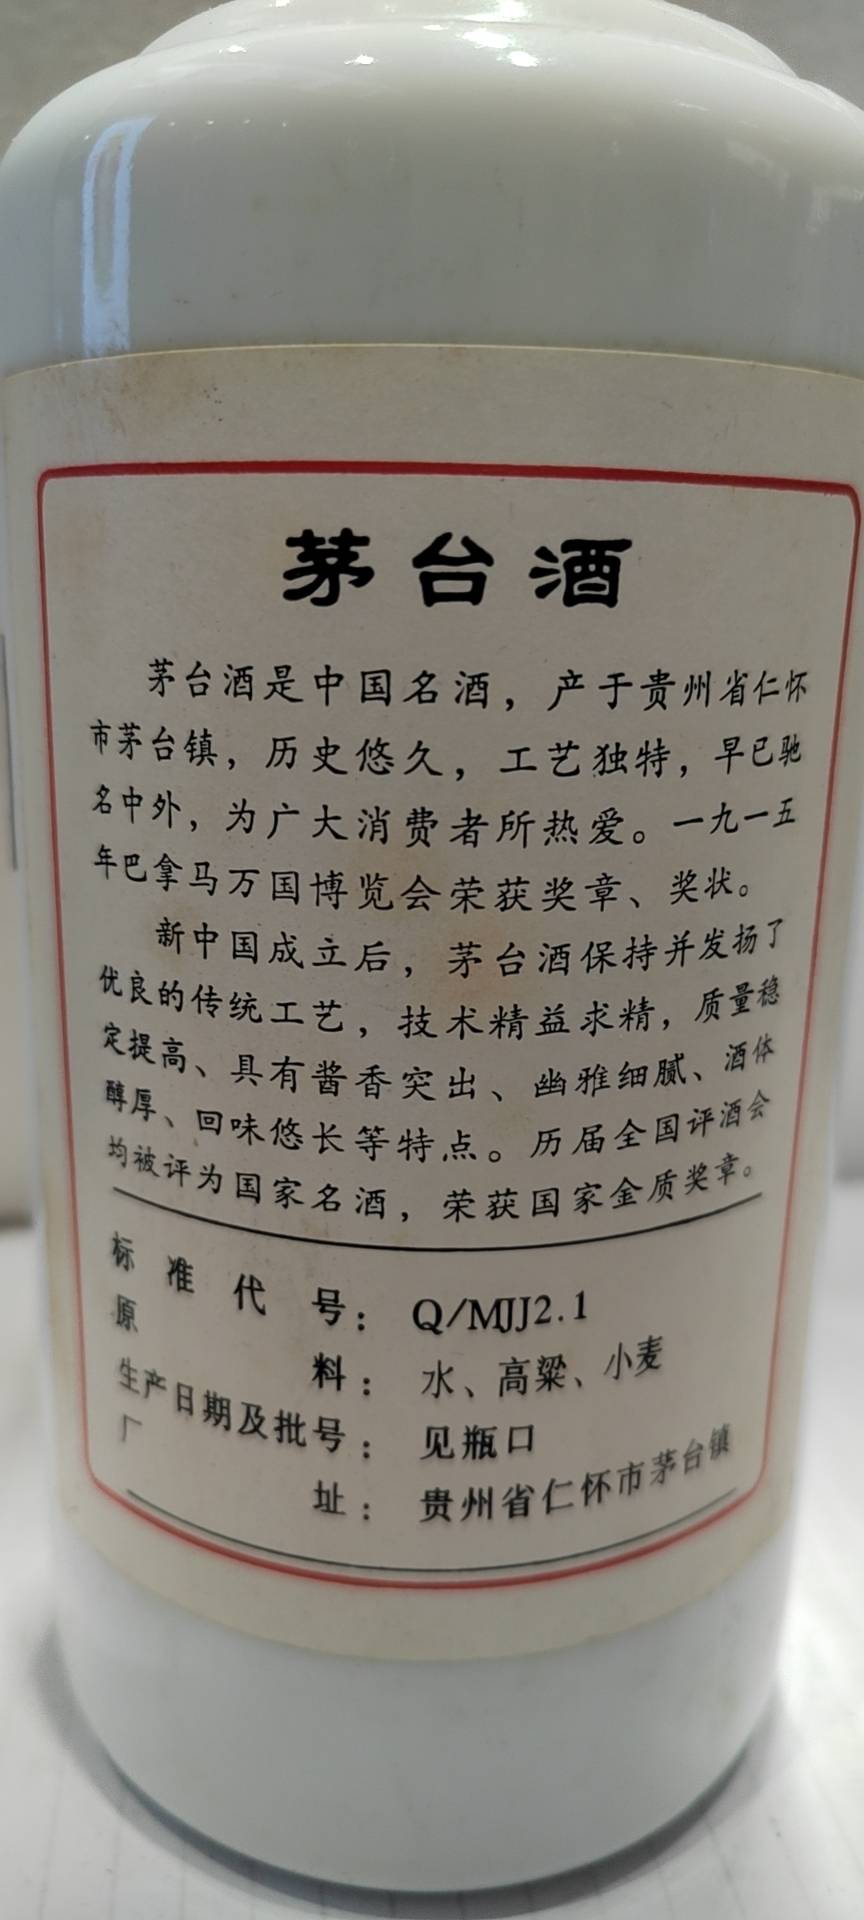 茅台酒
茅台酒是中国名酒，产于贵州省仁怀
市茅台镇，历史悠久，工艺独特，早已驰
名中外，为广大消费者所热爱。一九一五
年巴拿马万国博览会荣获奖章、奖状。
新中国成立后，茅台酒保持并发扬了
优良的传统工艺，技术精益求精，质量稳
定提高、具有酱香突出、幽雅细腻、酒体
醇厚、回味悠长等特点。历届全国评酒会
均被评为国家名酒，荣获国家金质奖章。
标准代号：Q/MJJ2.1
原料：水、高粱、小麦
生产日期及批号：见瓶口
厂址：贵州省仁怀市茅台镇